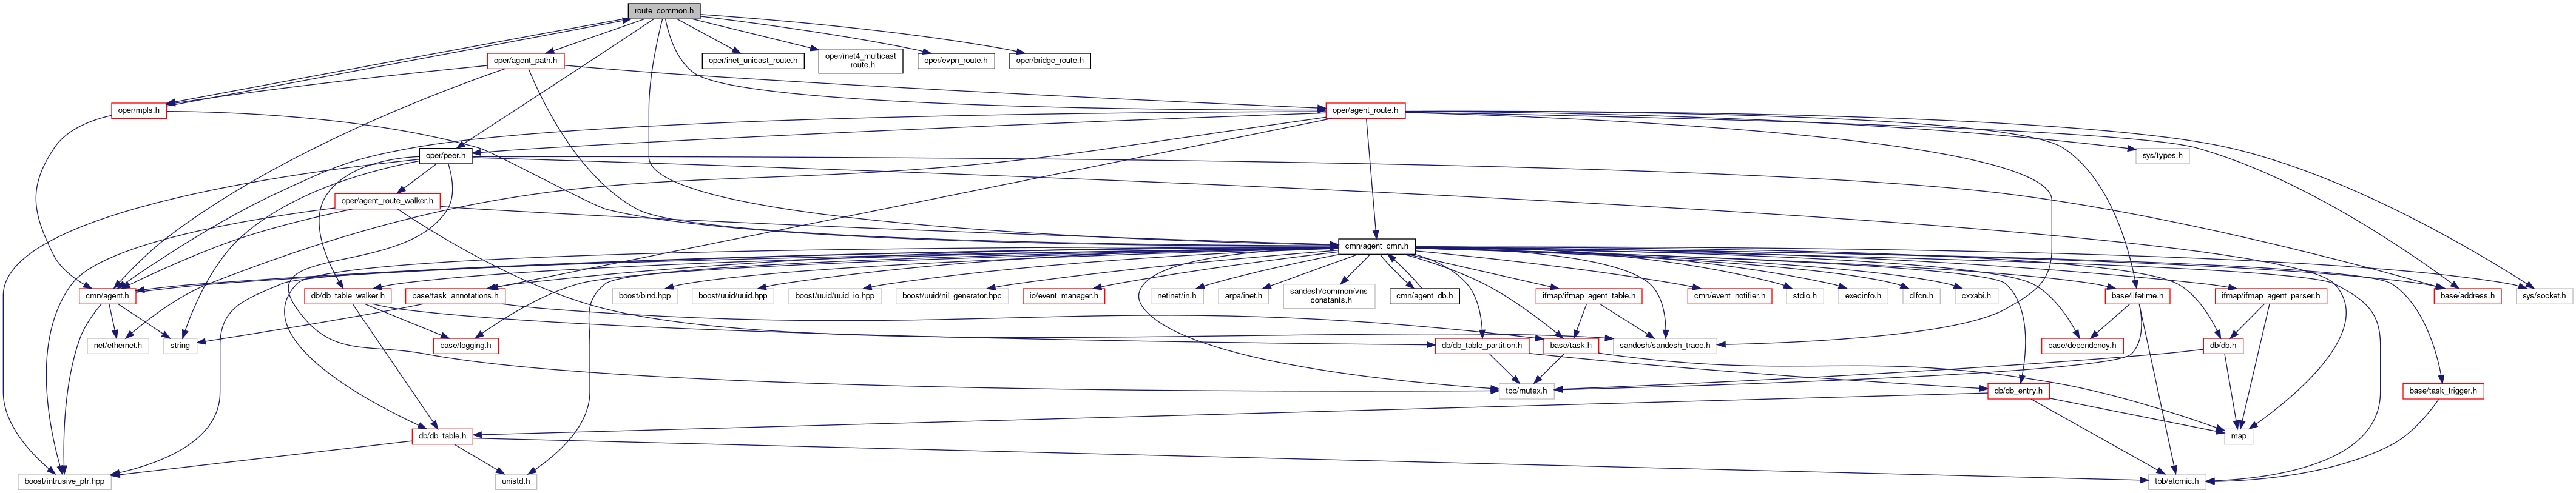 route_common.h
oper/agent_path.h
oper/inet_unicast_route.h
oper/inet4_multicast
_route.h
oper/evpn_route.h
oper/bridge_route.h
oper/mpls.h
oper/agent_route.h
oper/peer.h
sys/types.h
oper/agent_route_walker.h
cmn/agent_cmn.h
cmn/agent.h
db/db_table_walker.h
base/task_annotations.h
boost/bind.hpp
boost/uuid/uuid.hpp
boost/uuid/uuid_io.hpp
boost/uuid/nil_generator.hpp
io/event_manager.h
netinet/in.h
arpa/inet.h
sandesh/common/vns
_constants.h
cmn/agent_db.h
ifmap/ifmap_agent_table.h
cmn/event_notifier.h
stdio.h
execinfo.h
dlfcn.h
cxxabi.h
base/lifetime.h
ifmap/ifmap_agent_parser.h
base/address.h
sys/socket.h
net/ethernet.h
string
base/logging.h
db/db_table_partition.h
base/task.h
sandesh/sandesh_trace.h
base/dependency.h
db/db.h
tbb/mutex.h
db/db_entry.h
base/task_trigger.h
db/db_table.h
map
boost/intrusive_ptr.hpp
unistd.h
tbb/atomic.h